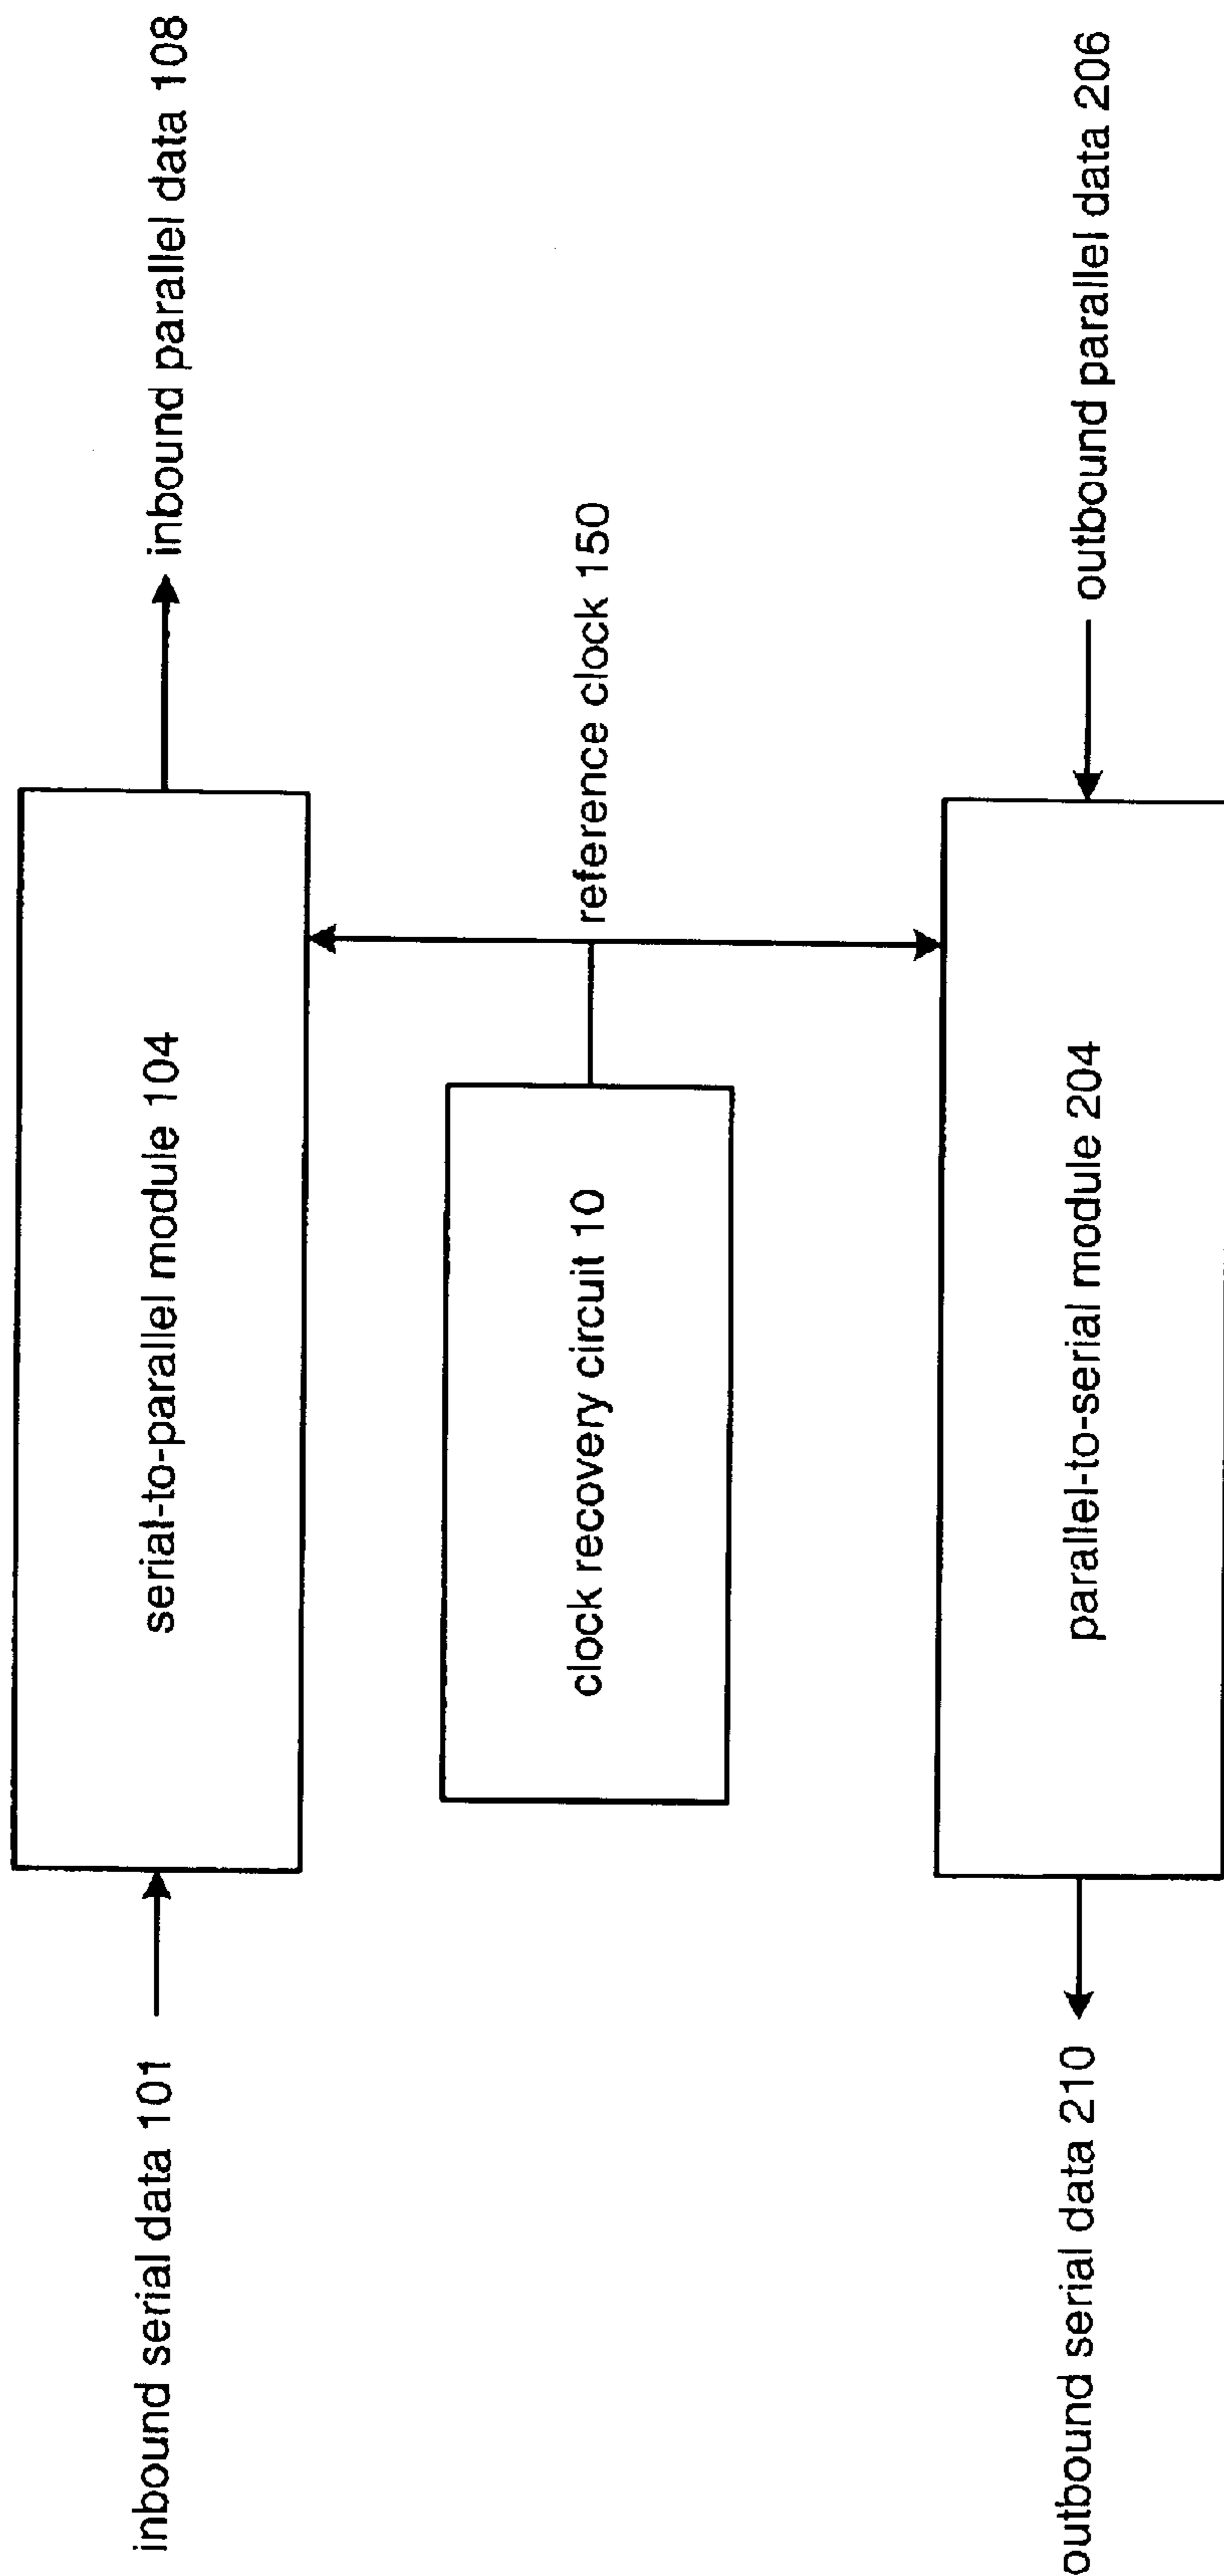 inbound serial data 101
serial-to-parallel module 104
inbound parallel data 108
clock recovery circuit 10
reference clock 150
outbound serial data 210
parallel-to-serial module 204
outbound parallel data 206